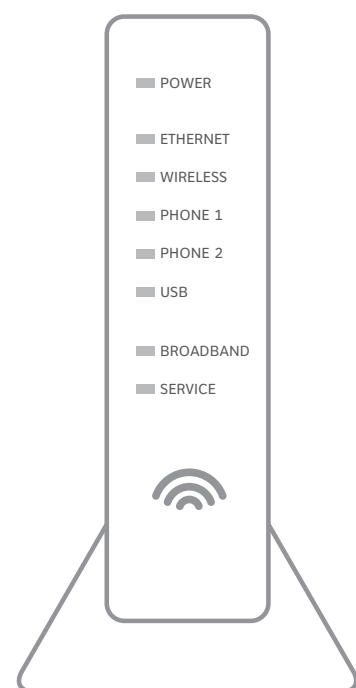 POWER
ETHERNET
WIRELESS
PHONE 1
PHONE 2
USB
BROADBAND
SERVICE